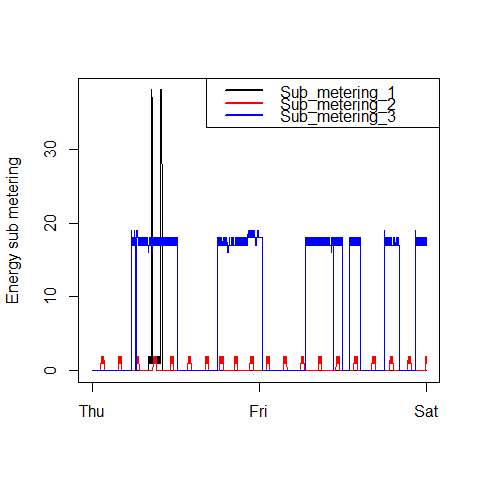 Sub_metering_1
Sub_metering_2
Sub_metering_3
Energy sub metering
30
20
10
0
Thu Fri Sat